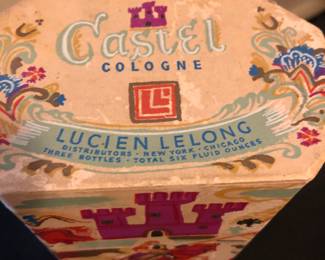 Castel
COLOGNE
LL
LUCIEN LELONG
DISTRIBUTORS · NEW YORK · CHICAGO
THREE BOTTLES · TOTAL SIX FLUID OUNCES